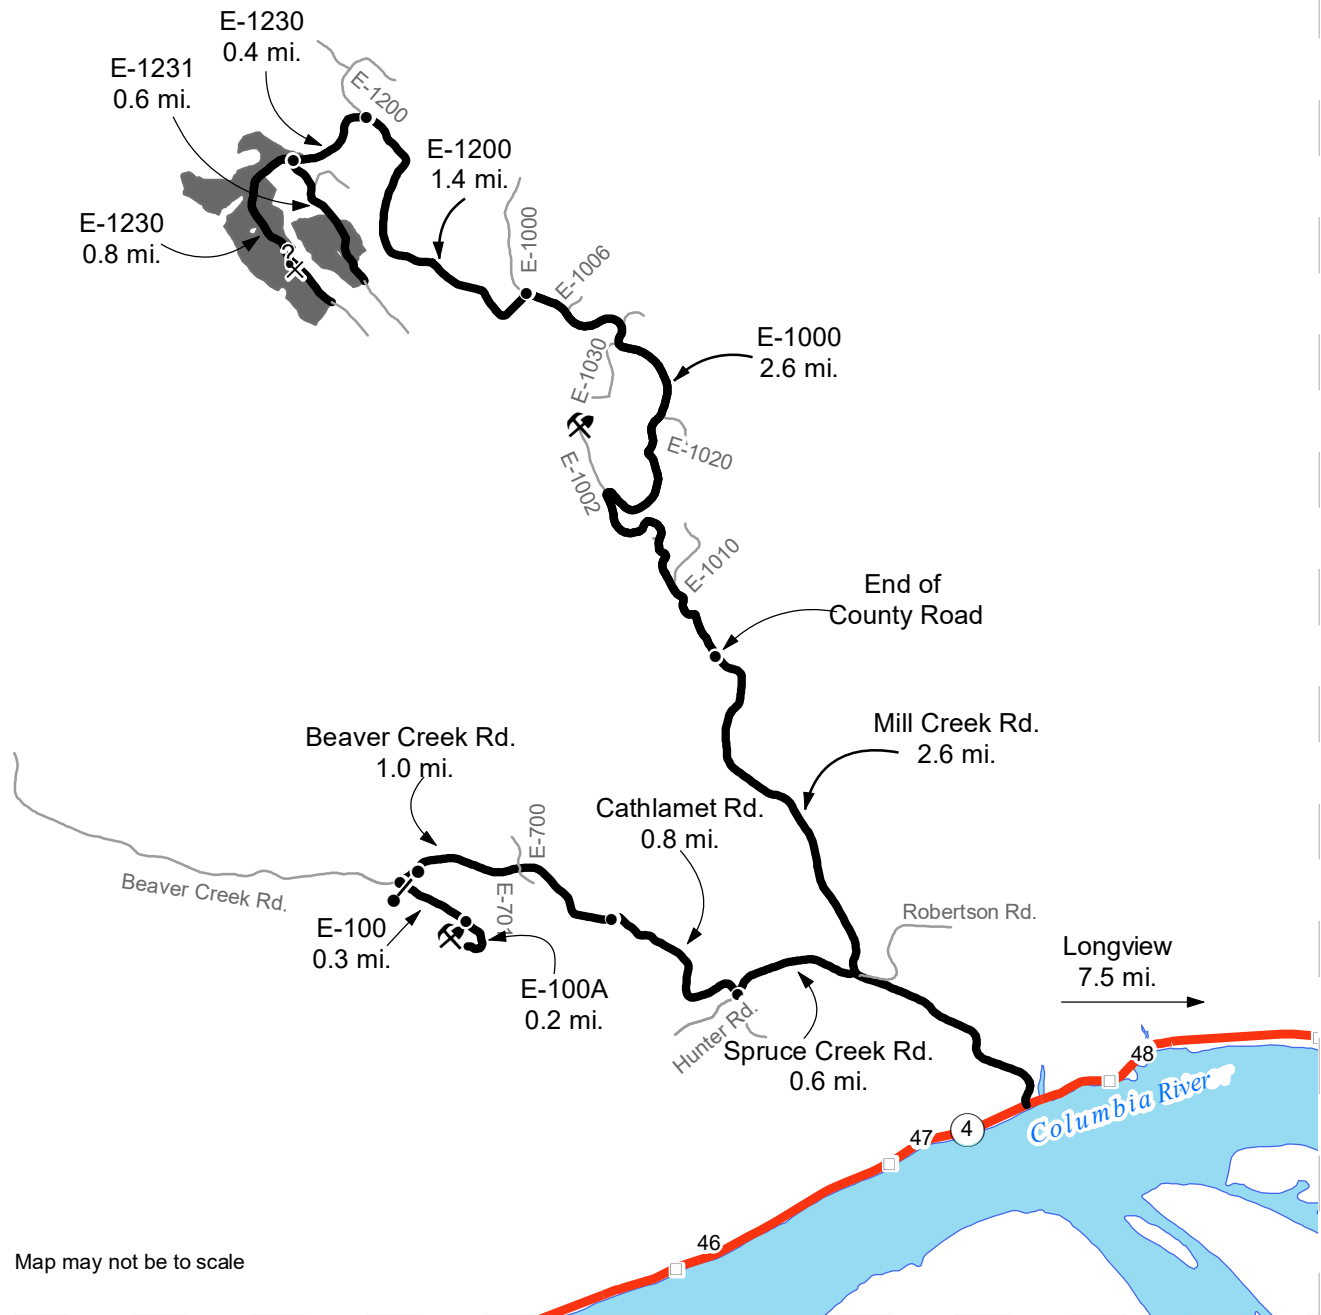 E-1230
0.4 mi.
E-1231
0.6 mi.
E-1200
E-1200
1.4 mi.
E-1230
0.8 mi.
E-1000
E-1006
E-1000
2.6 mi.
E-1030
E-1020
E-1002
E-1010
End of
County Road
Mill Creek Rd.
2.6 mi.
Beaver Creek Rd.
1.0 mi.
Cathlamet Rd.
0.8 mi.
E-700
Beaver Creek Rd.
E-701
E-100
0.3 mi.
E-100A
0.2 mi.
Robertson Rd.
Longview
7.5 mi.
Hunter Rd.
Spruce Creek Rd.
0.6 mi.
48
Columbia River
4
47
46
Map may not be to scale